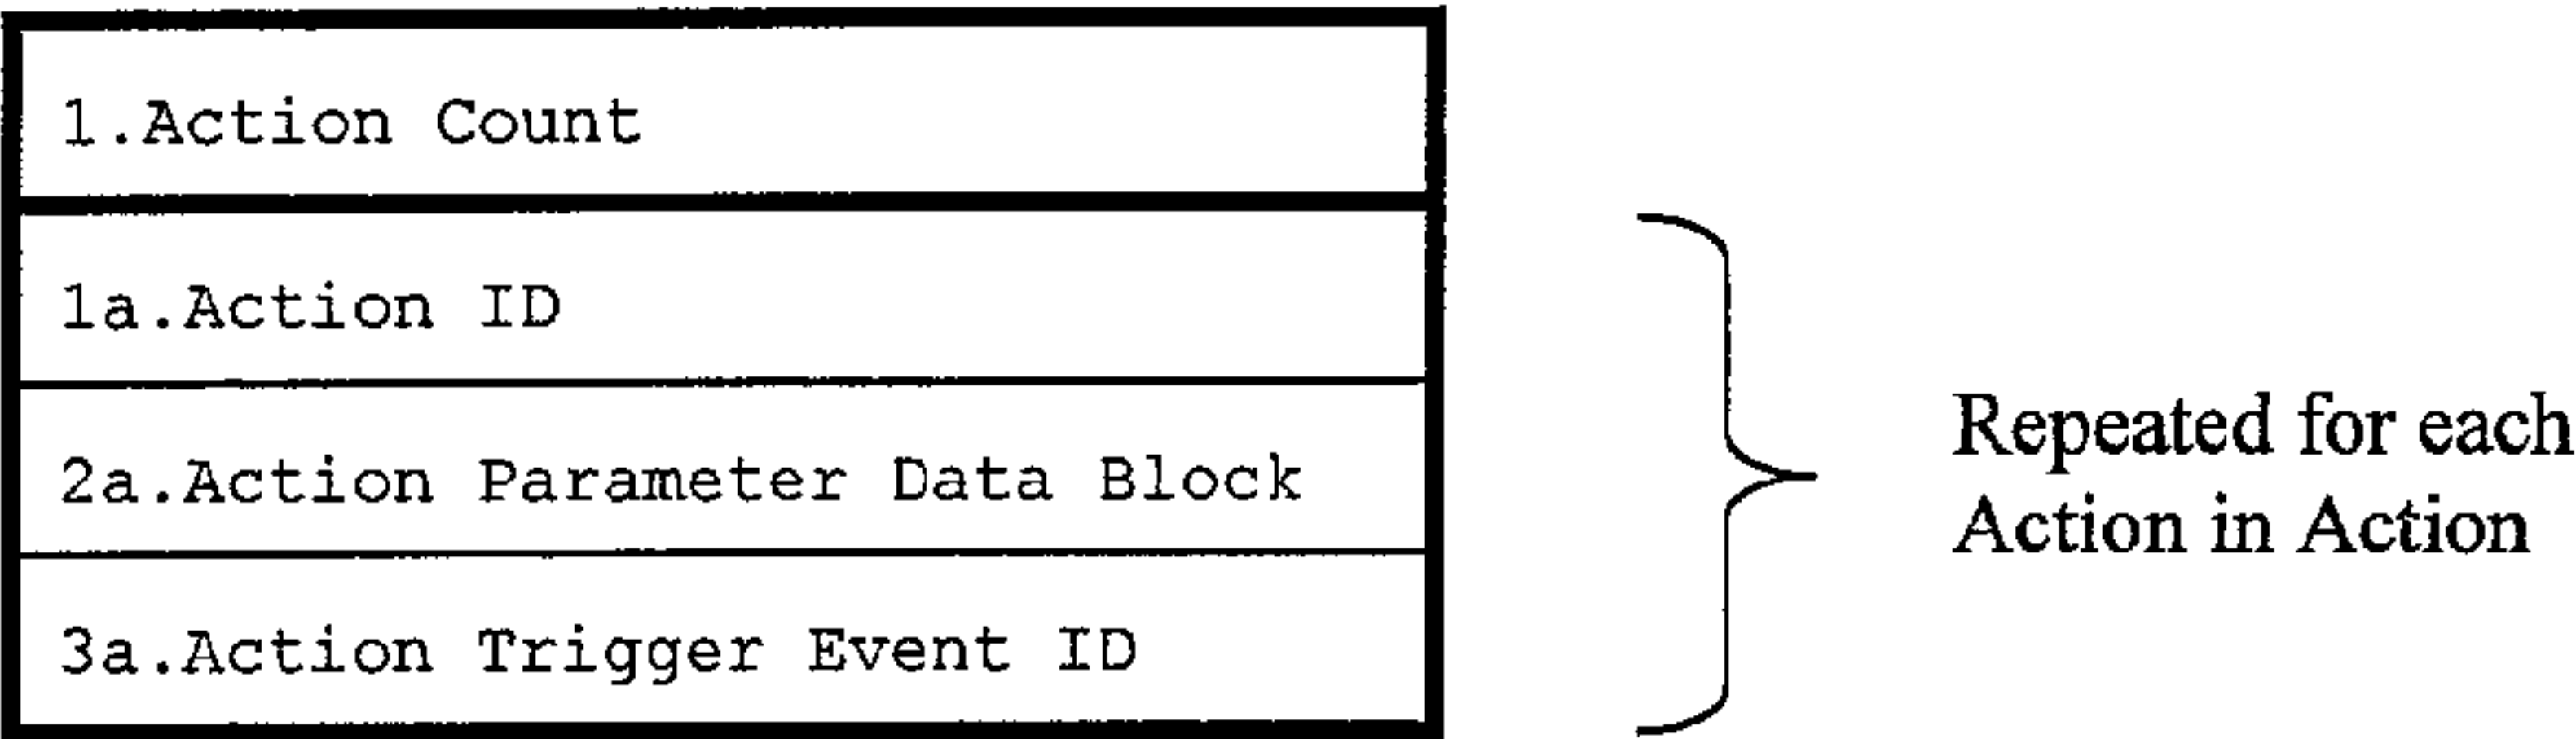 1.Action Count
1a.Action ID
2a.Action Parameter Data Block
3a.Action Trigger Event ID
Repeated for each
Action in Action